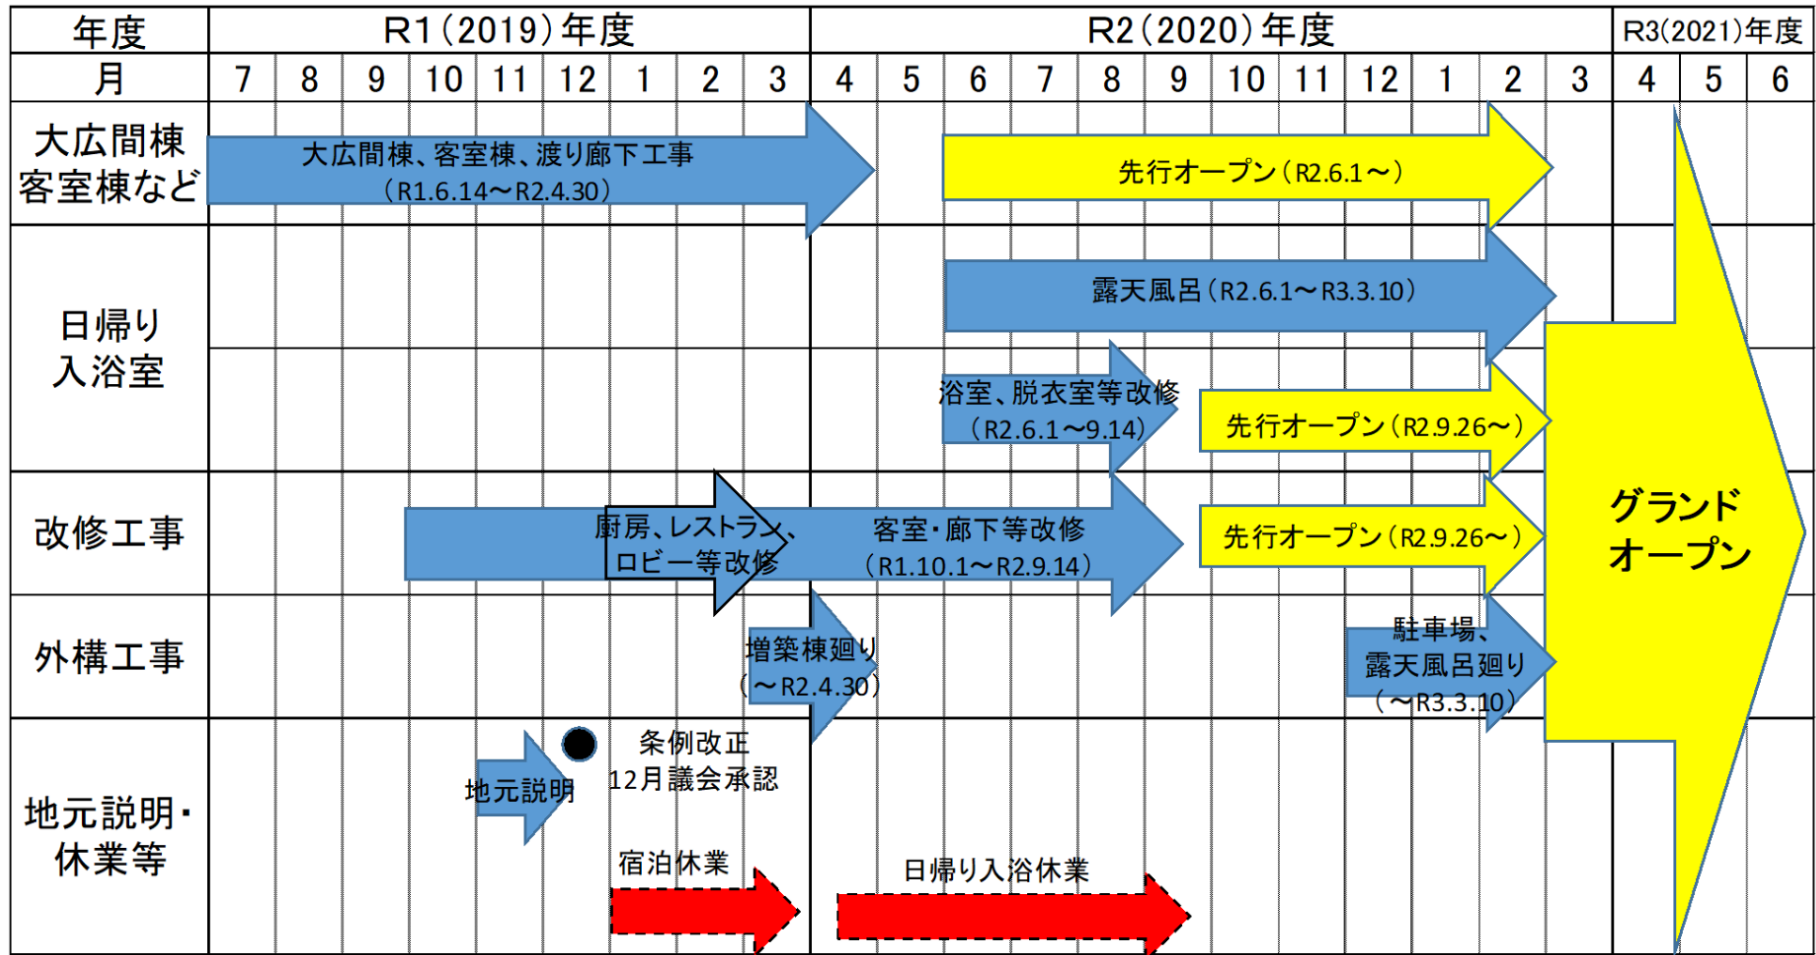 年度
R1（2019）年度
R2（2020）年度
R3(2021)年度
月
7 8 9 10 11 12 1 2 3 4 5 6 7 8 9 10 11 12 1 2 3 4 5 6
大広間棟
客室棟など
大広間棟、客室棟、渡り廊下工事
（R1.6.14～R2.4.30）
先行オープン（R2.6.1～）
日帰り
入浴室
露天風呂（R2.6.1～R3.3.10）
浴室、脱衣室等改修
（R2.6.1～9.14）
先行オープン（R2.9.26～）
改修工事
厨房、レストラン、
ロビー等改修
客室・廊下等改修
（R1.10.1～R2.9.14）
先行オープン（R2.9.26～）
グランド
オープン
外構工事
増築棟廻り
（～R2.4.30）
駐車場、
露天風呂廻り
（～R3.3.10）
地元説明・
休業等
地元説明
条例改正
12月議会承認
宿泊休業
日帰り入浴休業